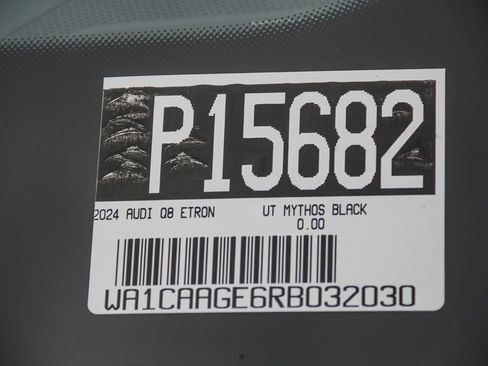 P15682
2024 AUDI Q8 ETRON UT MYTHOS BLACK
0.00
WA1CAAGE6RB032030